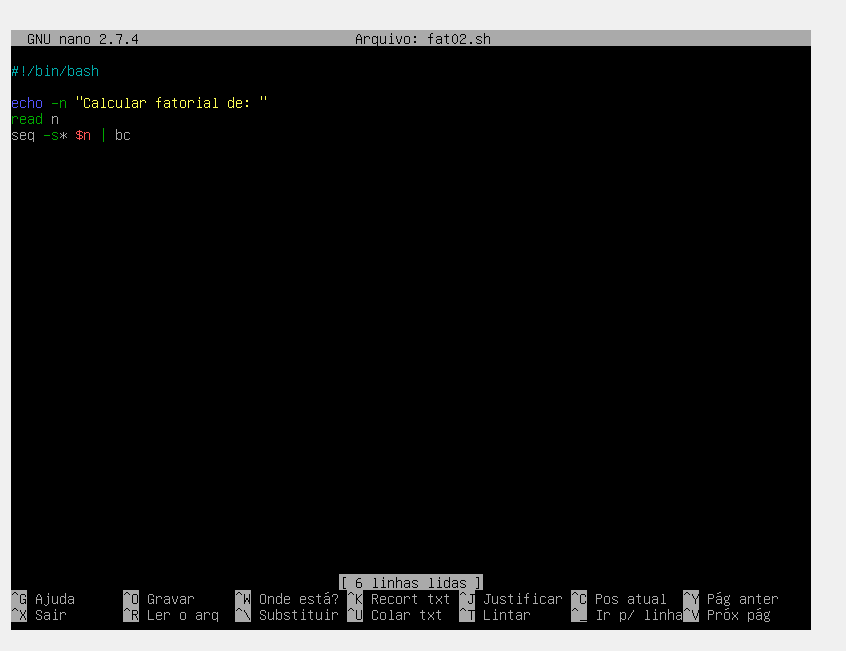 GNU nano 2.7.4 Arquivo: fat02.sh
#!/bin/bash
echo -n "Calcular fatorial de: "
read n
seq -s* $n | bc
[ 6 linhas lidas ]
^G Ajuda ^O Gravar ^W Onde está? ^K Recort txt ^J Justificar ^C Pos atual ^Y Pág anter
^X Sair ^R Ler o arq ^\ Substituir ^U Colar txt ^T Lintar ^_ Ir p/ linha ^V Próx pág